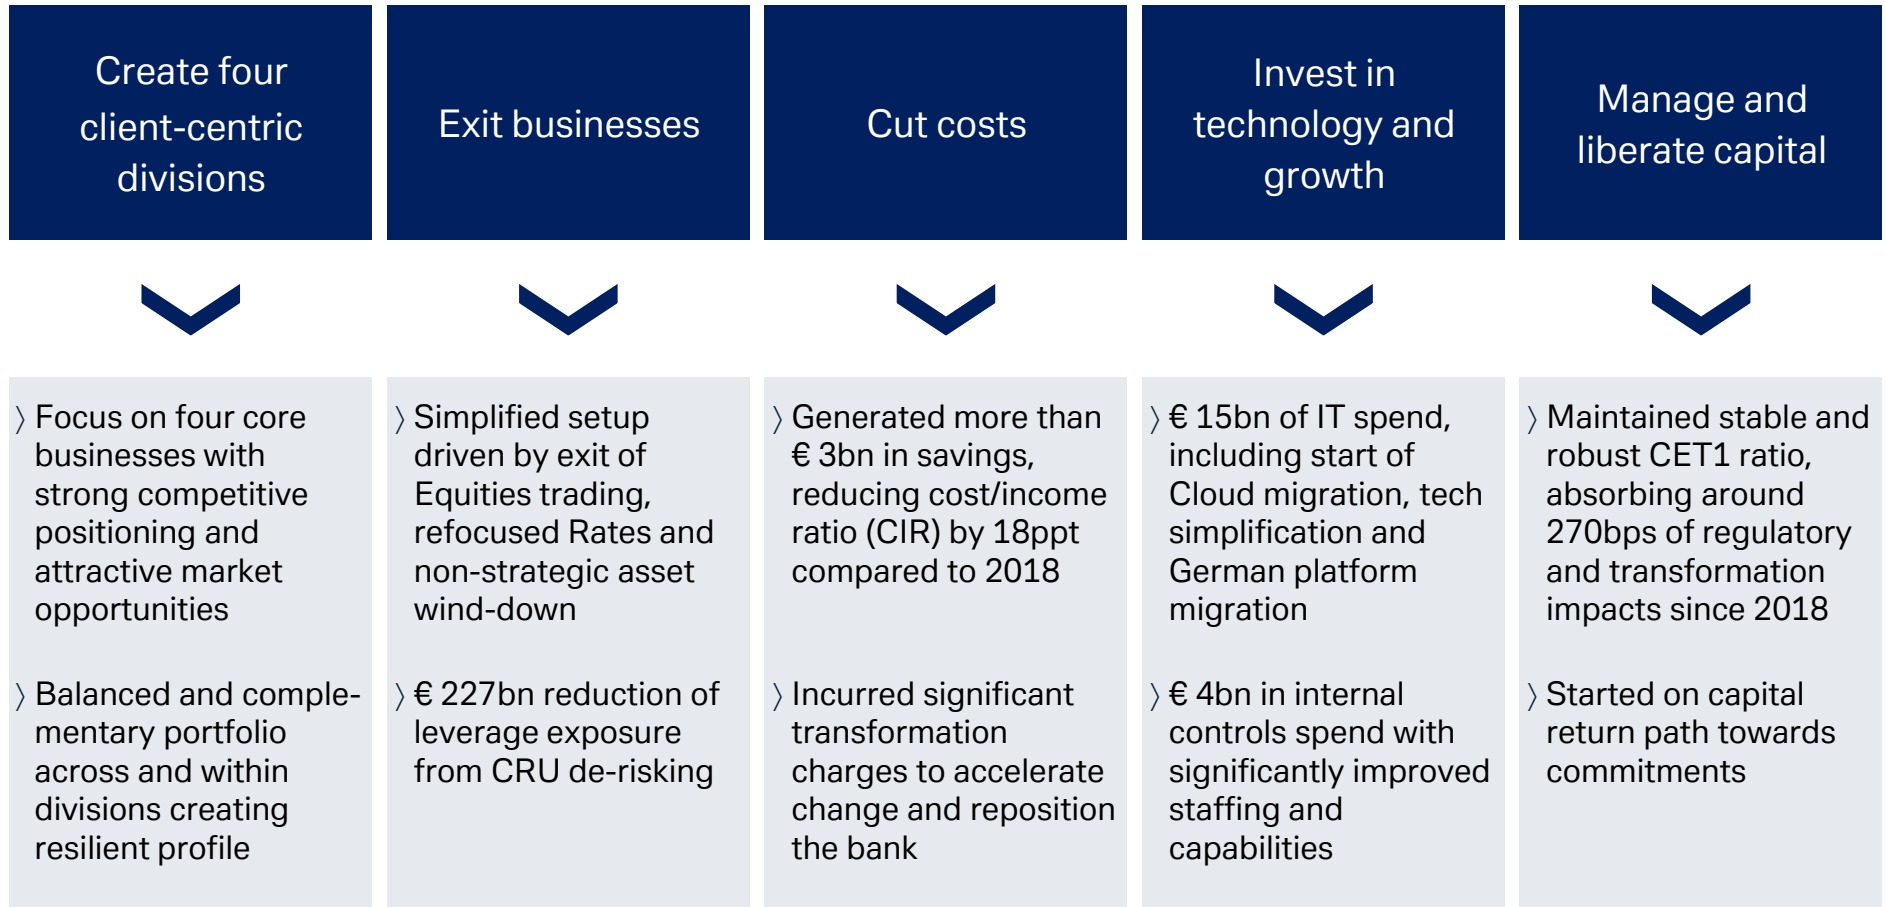 Create four
client-centric
divisions
Exit businesses
Cut costs
Invest in
technology and
growth
Manage and
liberate capital
〉Focus on four core
businesses with
strong competitive
positioning and
attractive market
opportunities
〉Balanced and comple-
mentary portfolio
across and within
divisions creating
resilient profile
〉Simplified setup
driven by exit of
Equities trading,
refocused Rates and
non-strategic asset
wind-down
〉€ 227bn reduction of
leverage exposure
from CRU de-risking
〉Generated more than
€ 3bn in savings,
reducing cost/income
ratio (CIR) by 18ppt
compared to 2018
〉Incurred significant
transformation
charges to accelerate
change and reposition
the bank
〉€ 15bn of IT spend,
including start of
Cloud migration, tech
simplification and
German platform
migration
〉€ 4bn in internal
controls spend with
significantly improved
staffing and
capabilities
〉Maintained stable and
robust CET1 ratio,
absorbing around
270bps of regulatory
and transformation
impacts since 2018
〉Started on capital
return path towards
commitments